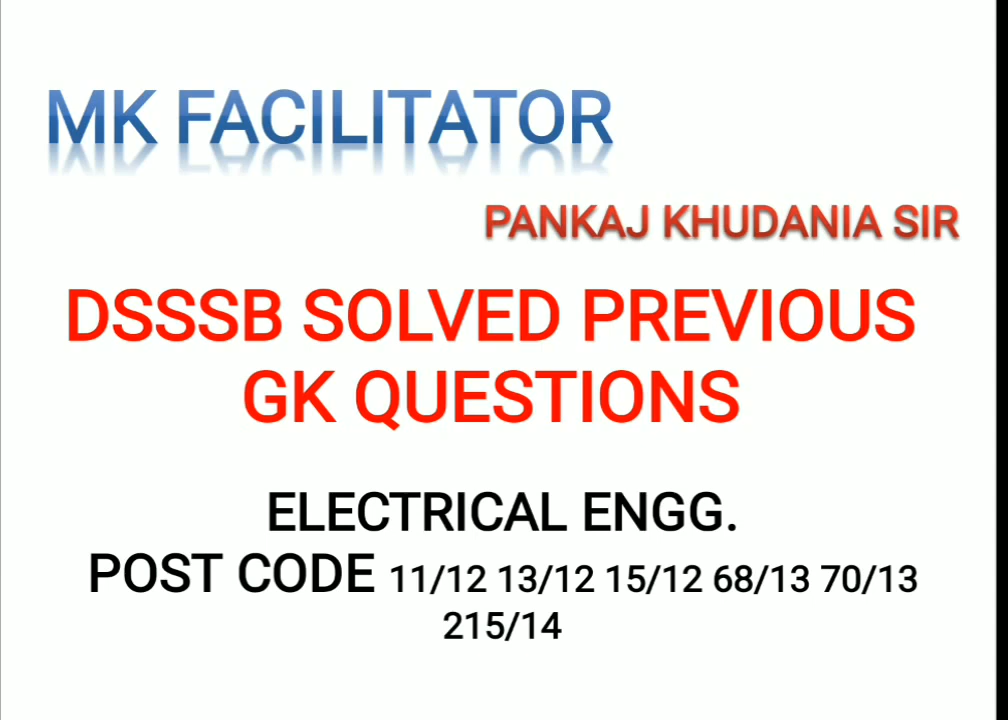 MK FACILITATOR
PANKAJ KHUDANIA SIR
DSSSB SOLVED PREVIOUS
GK QUESTIONS
ELECTRICAL ENGG.
POST CODE 11/12 13/12 15/12 68/13 70/13
215/14